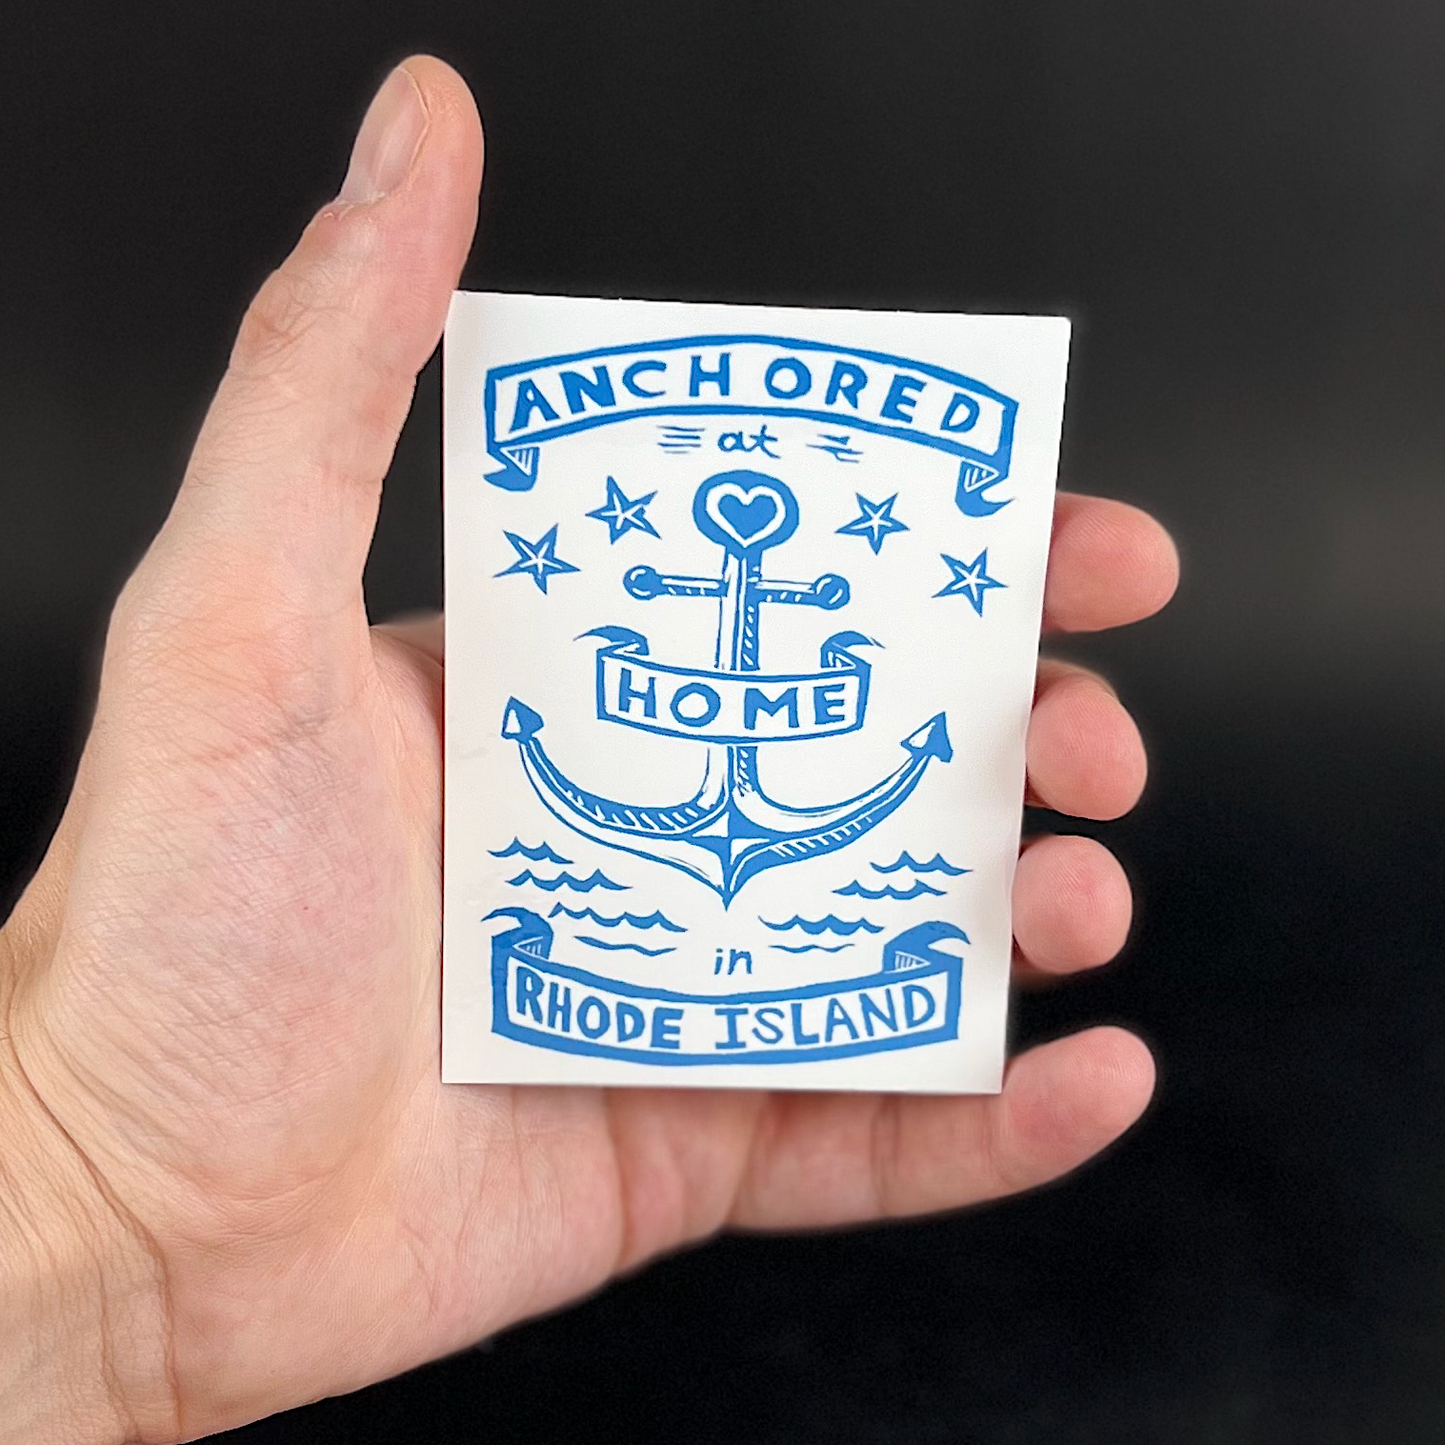 ANCHORED
at
HOME
in
RHODE ISLAND